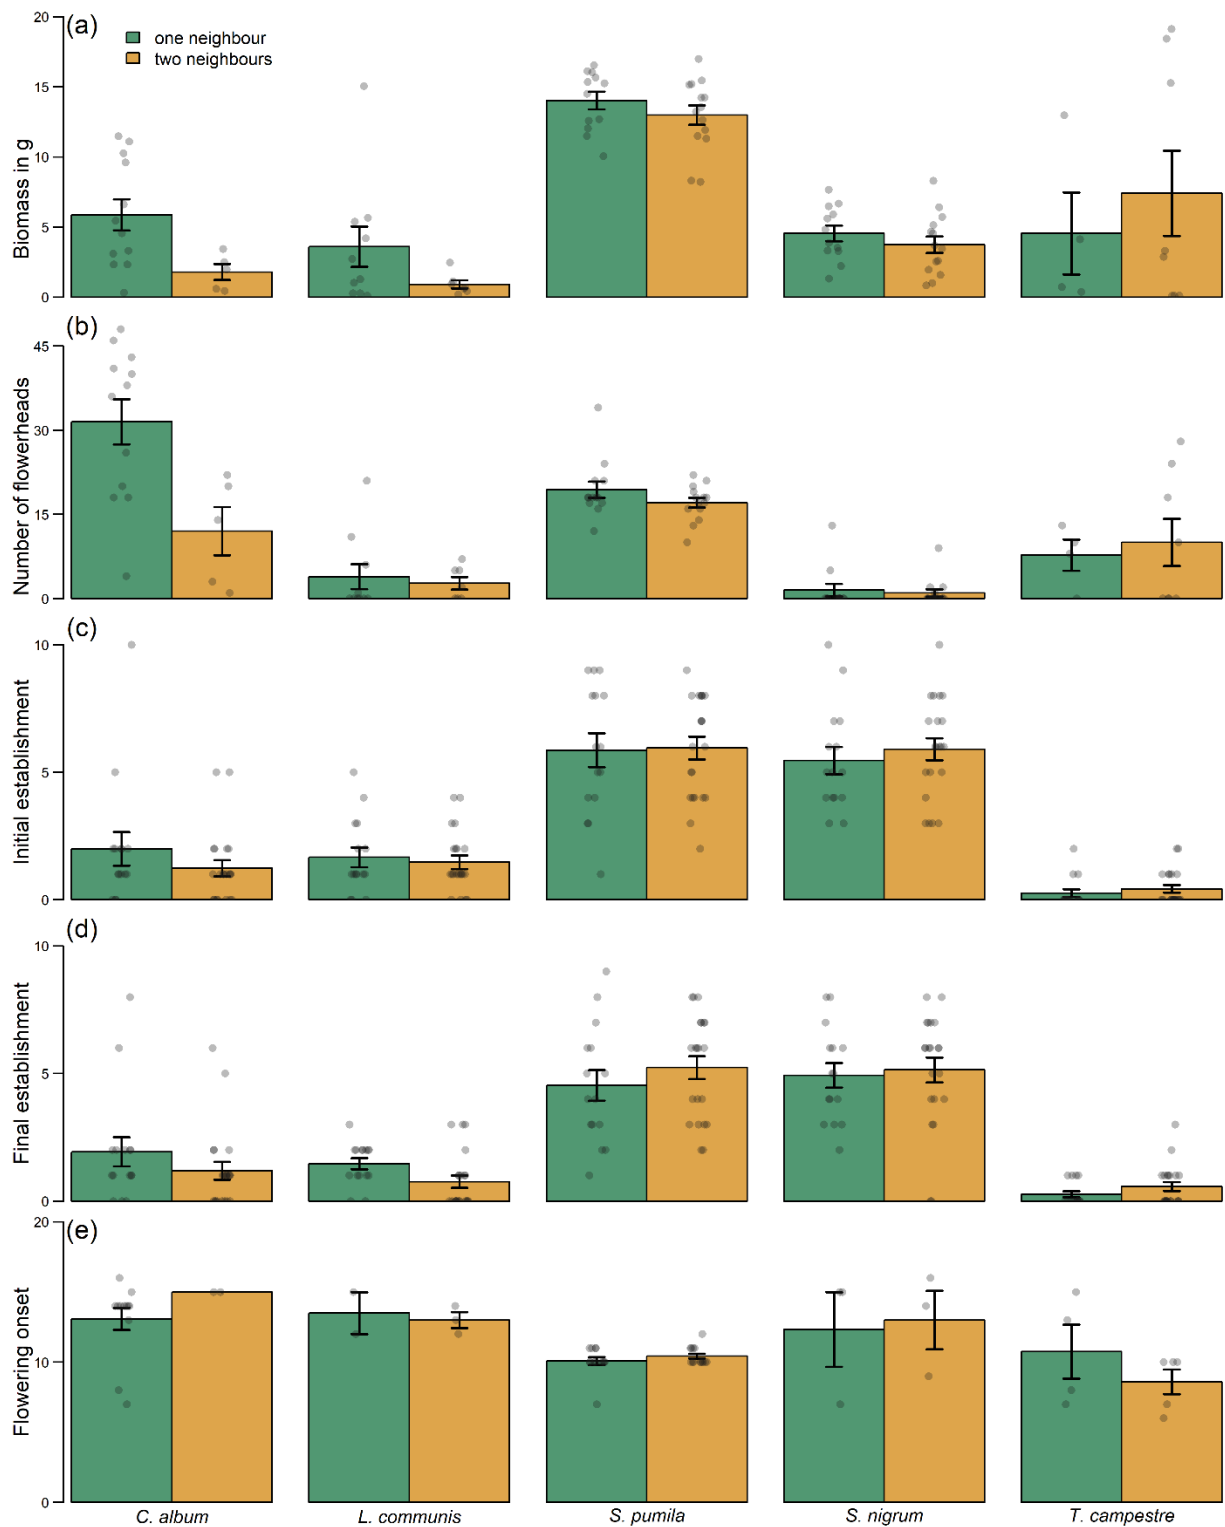 (a)
one neighbour
two neighbours
Biomass in g
20
15
10
5
0
(b)
Number of flowerheads
45
30
15
0
(c)
Initial establishment
10
5
0
(d)
Final establishment
10
5
0
(e)
Flowering onset
20
10
0
C. album L. communis S. pumila S. nigrum T. campestre